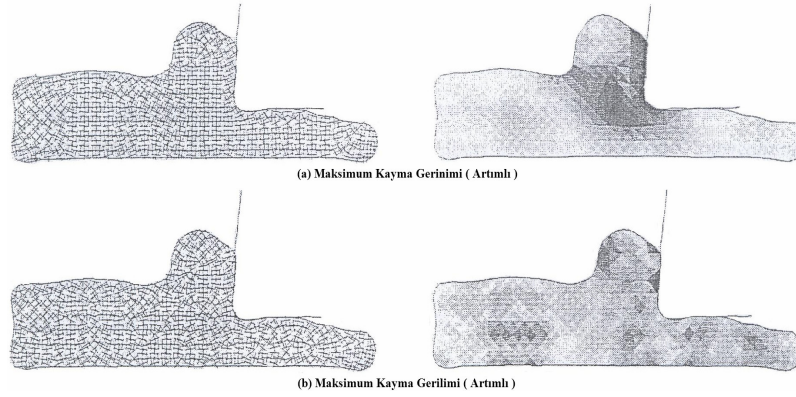 (a) Maksimum Kayma Gerinimi ( Artımlı )
(b) Maksimum Kayma Gerilimi ( Artımlı )